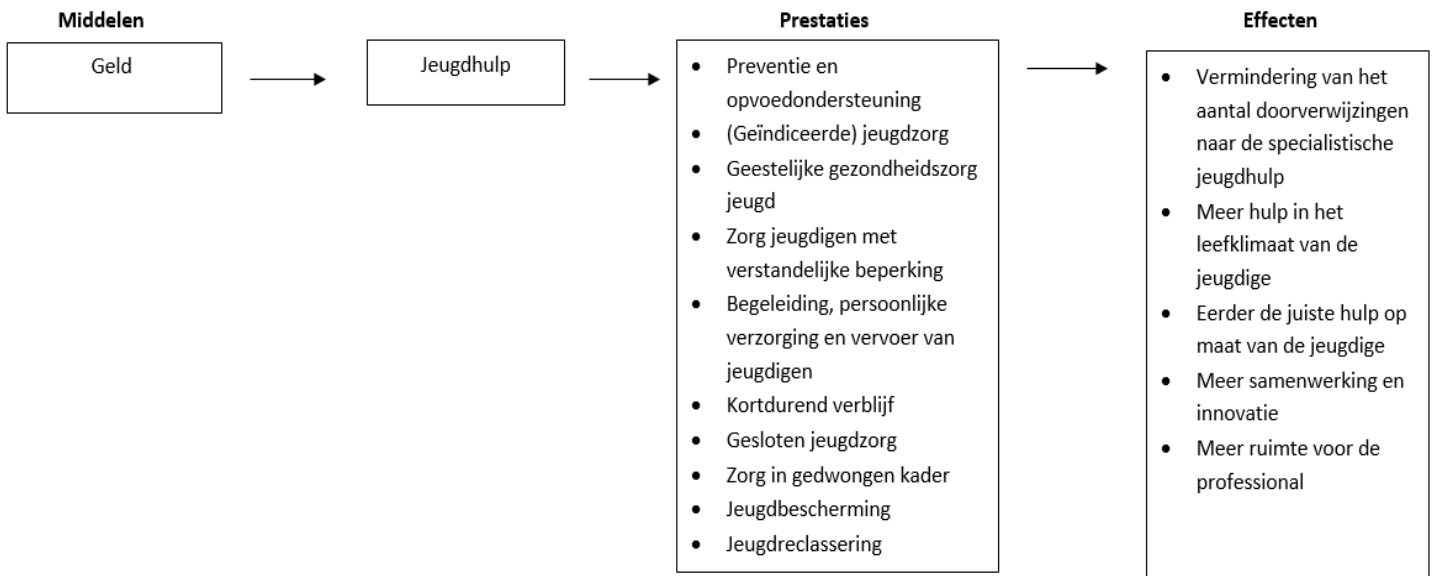 Middelen
Prestaties
Effecten
Geld
Jeugdhulp
• Preventie en
opvoedondersteuning
• (Geïndiceerde) jeugdzorg
• Geestelijke gezondheidszorg
jeugd
• Zorg jeugdigen met
verstandelijke beperking
• Begeleiding, persoonlijke
verzorging en vervoer van
jeugdigen
• Kortdurend verblijf
• Gesloten jeugdzorg
• Zorg in gedwongen kader
• Jeugdbescherming
• Jeugdreclassering
• Vermindering van het
aantal doorverwijzingen
naar de specialistische
jeugdhulp
• Meer hulp in het
leefklimaat van de
jeugdige
• Eerder de juiste hulp op
maat van de jeugdige
• Meer samenwerking en
innovatie
• Meer ruimte voor de
professional